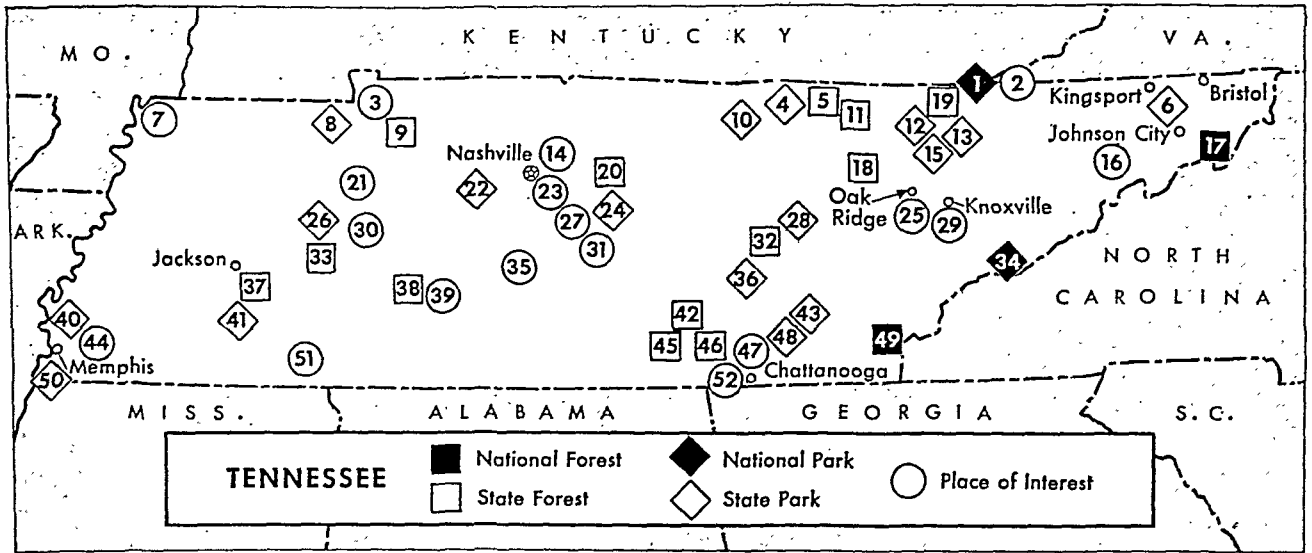 KENTUCKY
MO.
VA.
1
2
3
4
5
6
7
8
9
10
11
12
13
14
15
16
17
18
19
20
21
22
23
24
25
26
27
28
29
30
31
32
33
34
35
36
37
38
39
40
41
42
43
44
45
46
47
48
49
50
51
52
Kingsport
Bristol
Johnson City
Nashville
Oak
Ridge
Knoxville
ARK.
Jackson
NORTH
CAROLINA
Memphis
Chattanooga
MISS.
ALABAMA
GEORGIA
S.C.
TENNESSEE
National Forest
National Park
State Forest
State Park
Place of Interest